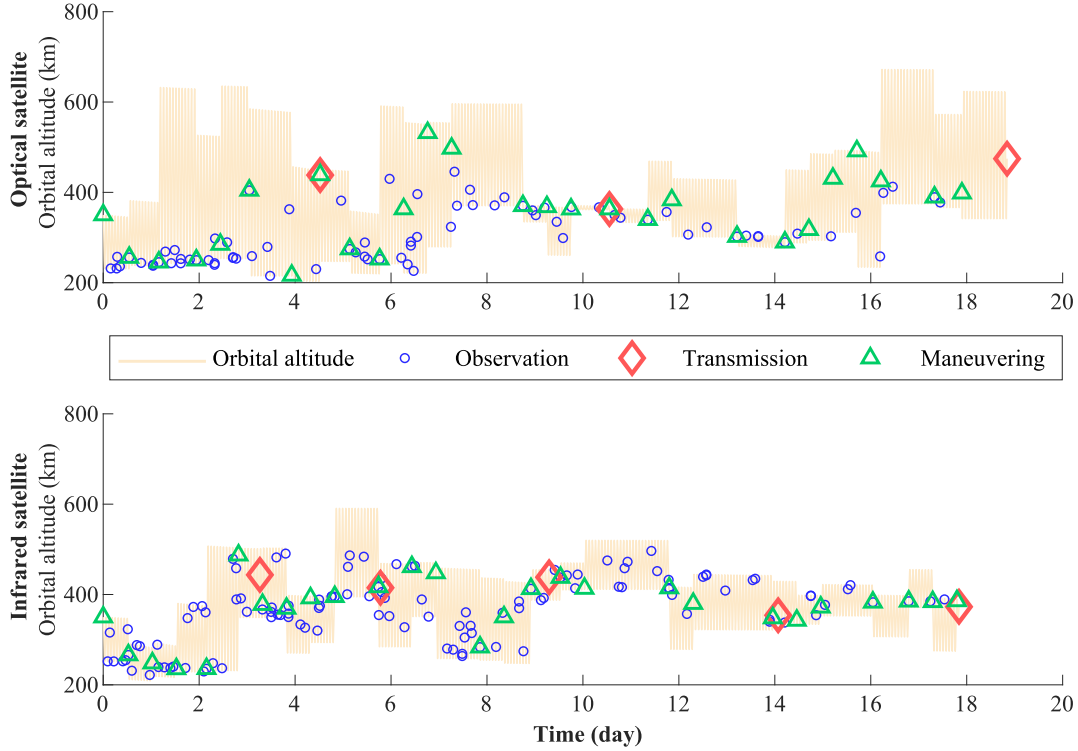 800
600
400
200
Optical satellite
Orbital altitude (km)
0 2 4 6 8 10 12 14 16 18 20
Orbital altitude Observation Transmission Maneuvering
800
600
400
200
Infrared satellite
Orbital altitude (km)
0 2 4 6 8 10 12 14 16 18 20
Time (day)